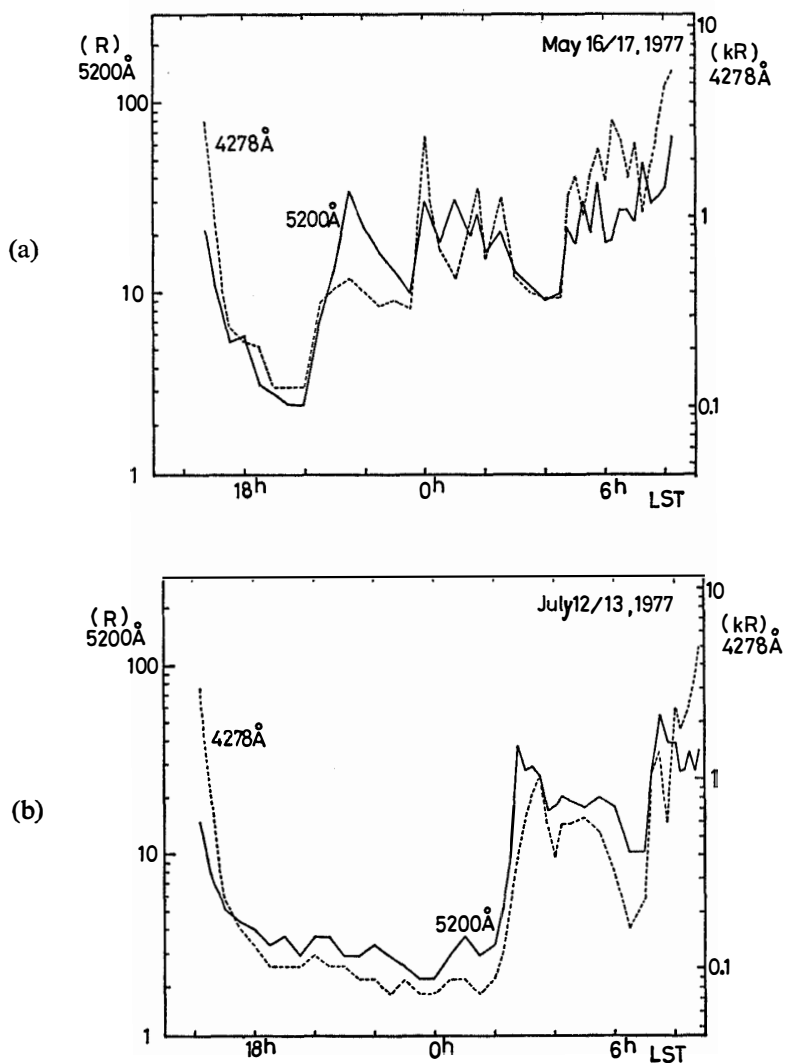 (a)
(R)
5200Å
May 16/17, 1977
(kR)
4278Å
10
100
4278Å
5200Å
1
10
0.1
1
18h
0h
6h
LST
(b)
(R)
5200Å
July 12/13, 1977
(kR)
4278Å
10
100
4278Å
1
10
5200Å
0.1
1
18h
0h
6h
LST